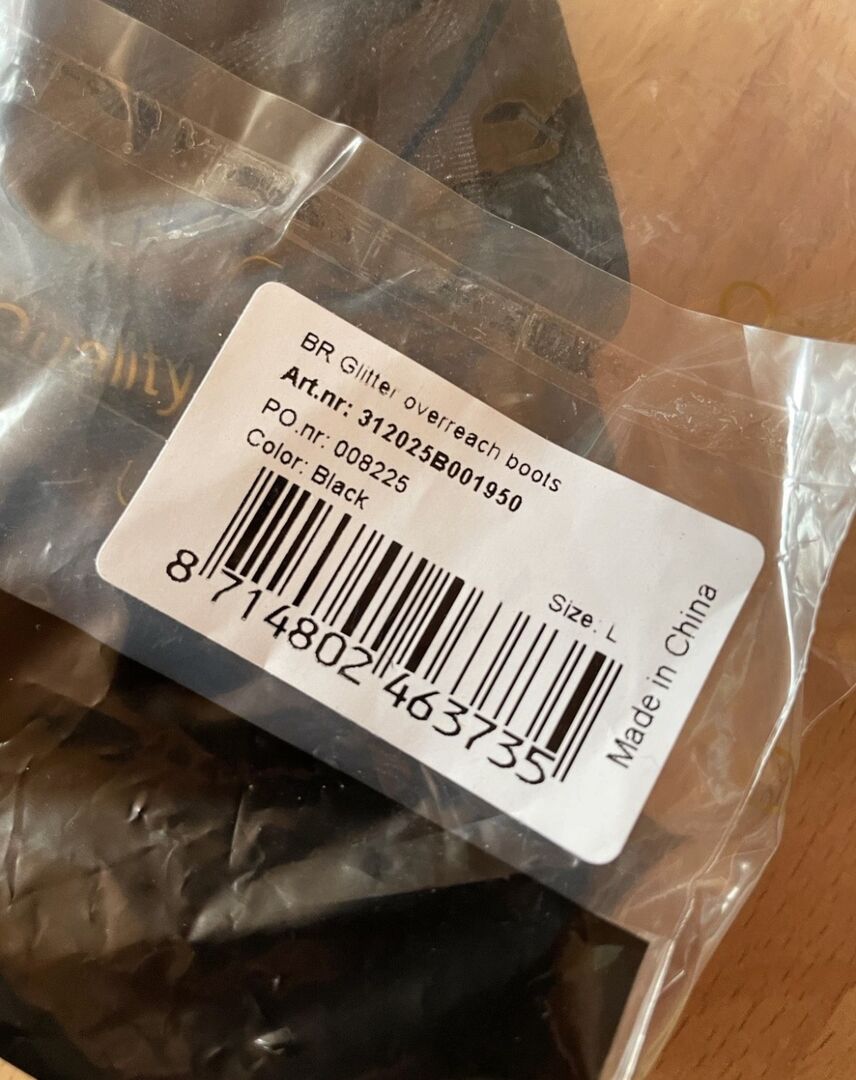 Quality
BR Glitter overreach boots
Art.nr: 312025B001950
PO.nr: 008225
Color: Black
Size: L
8 714802 463735
Made in China